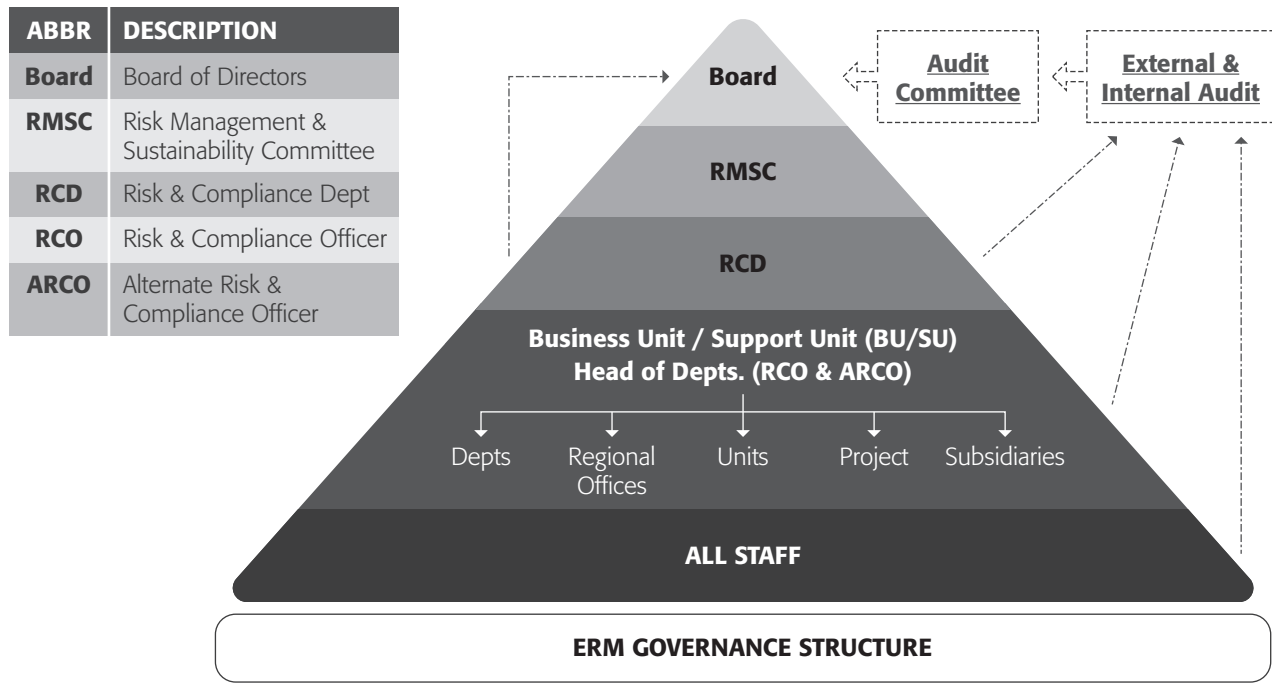 ABBR DESCRIPTION
Board Board of Directors
RMSC Risk Management &
Sustainability Committee
RCD Risk & Compliance Dept
RCO Risk & Compliance Officer
ARCO Alternate Risk &
Compliance Officer
Board
Audit
Committee
External &
Internal Audit
RMSC
RCD
Business Unit / Support Unit (BU/SU)
Head of Depts. (RCO & ARCO)
Depts
Regional
Offices
Units
Project
Subsidiaries
ALL STAFF
ERM GOVERNANCE STRUCTURE